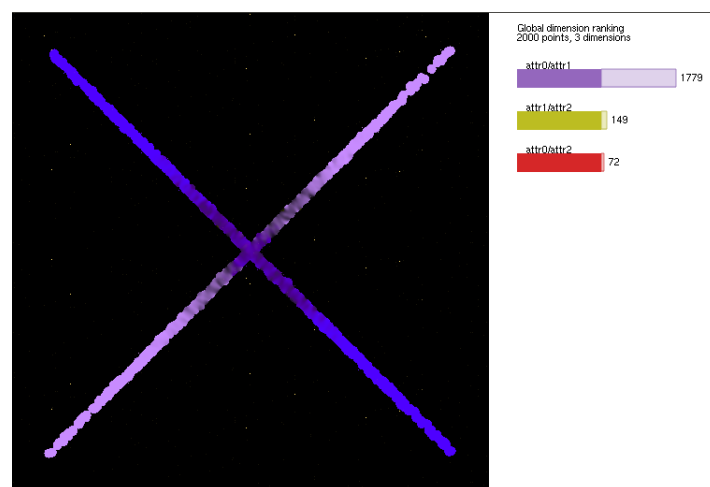 Global dimension ranking
2000 points, 3 dimensions
attr0/attr1
1779
attr1/attr2
149
attr0/attr2
72